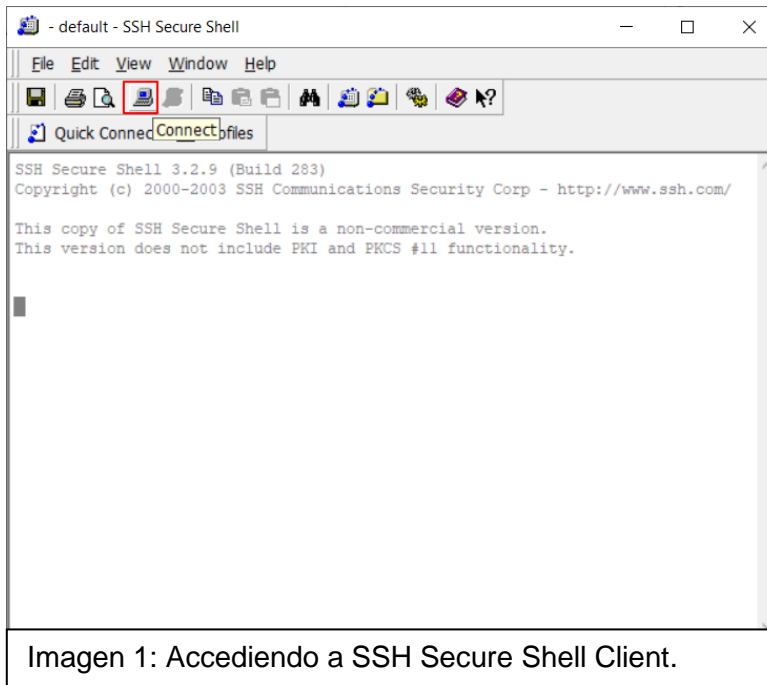 - default - SSH Secure Shell
File Edit View Window Help
Quick Connec Connect ofiles
SSH Secure Shell 3.2.9 (Build 283)
Copyright (c) 2000-2003 SSH Communications Security Corp - http://www.ssh.com/
This copy of SSH Secure Shell is a non-commercial version.
This version does not include PKI and PKCS #11 functionality.
Imagen 1: Accediendo a SSH Secure Shell Client.